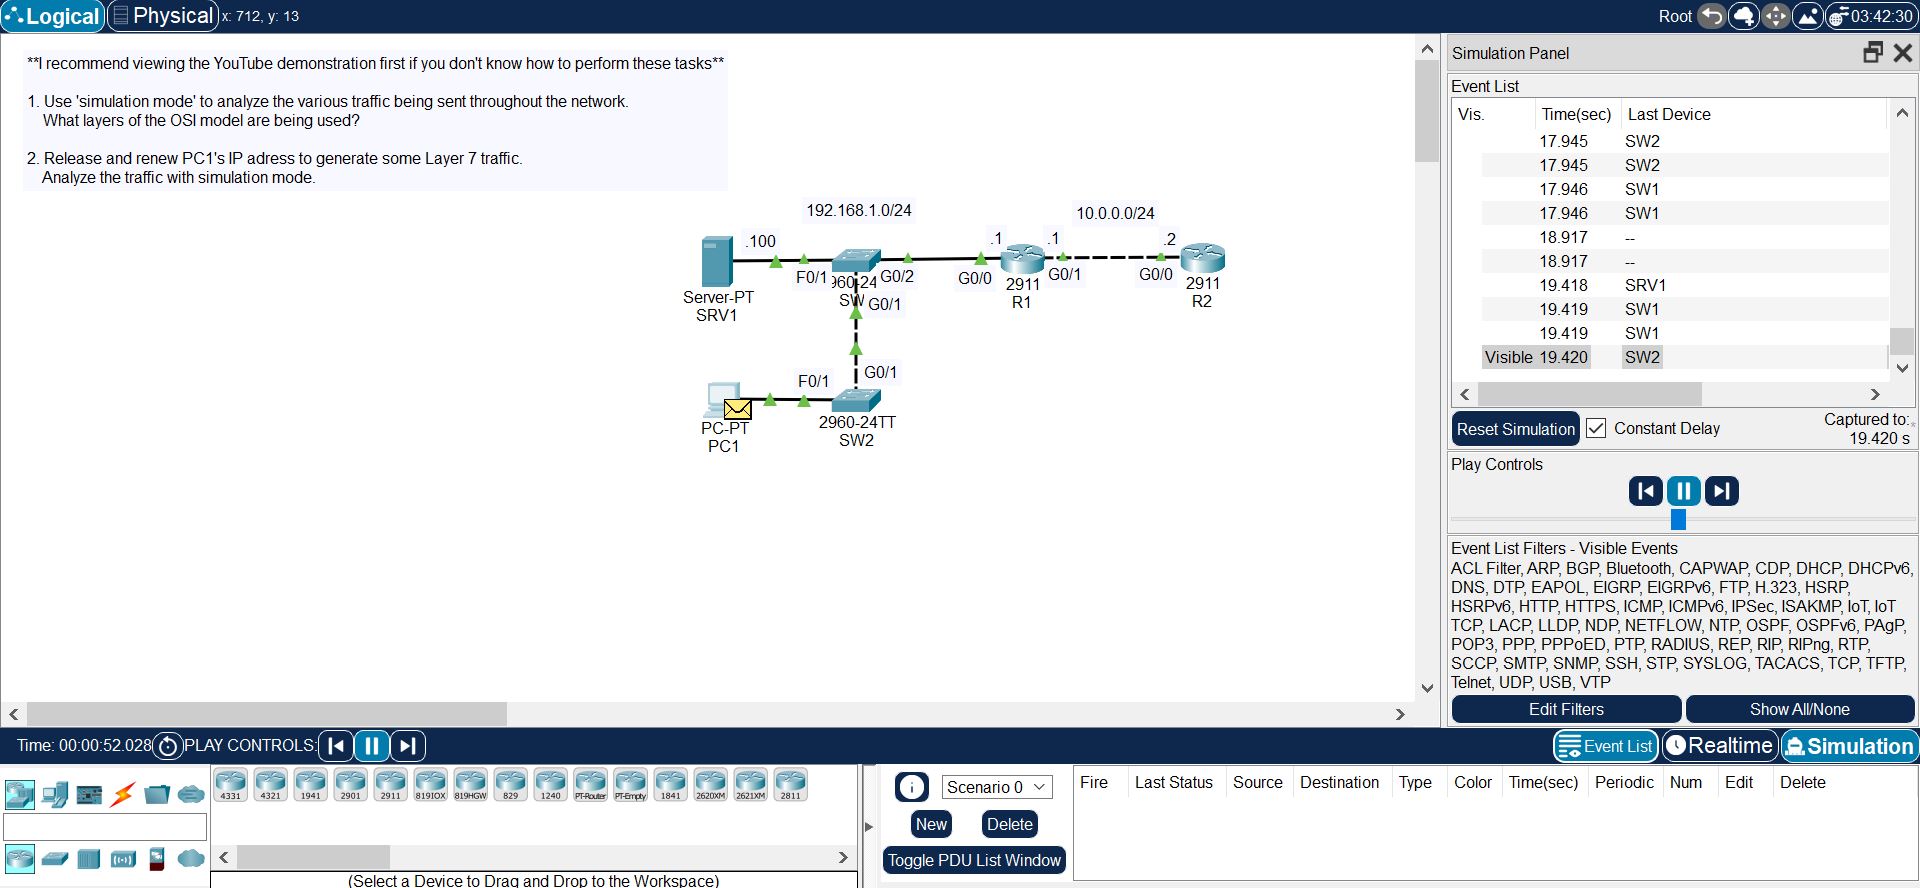 Logical
Physical
x: 712, y: 13
Root
03:42:30
**I recommend viewing the YouTube demonstration first if you don't know how to perform these tasks**
1. Use 'simulation mode' to analyze the various traffic being sent throughout the network.
What layers of the OSI model are being used?
2. Release and renew PC1's IP adress to generate some Layer 7 traffic.
Analyze the traffic with simulation mode.
192.168.1.0/24
10.0.0.0/24
.100
.1
.1
.2
F0/1
G0/2
G0/0
G0/1
G0/0
960-24
SW
G0/1
Server-PT
SRV1
2911
R1
2911
R2
G0/1
F0/1
PC-PT
PC1
2960-24TT
SW2
Simulation Panel
Event List
Vis. Time(sec) Last Device
17.945 SW2
17.945 SW2
17.946 SW1
17.946 SW1
18.917 --
18.917 --
19.418 SRV1
19.419 SW1
19.419 SW1
Visible 19.420 SW2
Reset Simulation
Constant Delay
Captured to:
19.420 s
Play Controls
Event List Filters - Visible Events
ACL Filter, ARP, BGP, Bluetooth, CAPWAP, CDP, DHCP, DHCPv6,
DNS, DTP, EAPOL, EIGRP, EIGRPv6, FTP, H.323, HSRP,
HSRPv6, HTTP, HTTPS, ICMP, ICMPv6, IPSec, ISAKMP, IoT, IoT
TCP, LACP, LLDP, NDP, NETFLOW, NTP, OSPF, OSPFv6, PAgP,
POP3, PPP, PPPoED, PTP, RADIUS, REP, RIP, RIPng, RTP,
SCCP, SMTP, SNMP, SSH, STP, SYSLOG, TACACS, TCP, TFTP,
Telnet, UDP, USB, VTP
Edit Filters
Show All/None
Time: 00:00:52.028
PLAY CONTROLS:
Event List
Realtime
Simulation
4331 4321 1941 2901 2911 819IOX 819HGW 829 1240 PT-Router PT-Empty 1841 2620XM 2621XM 2811
(Select a Device to Drag and Drop to the Workspace)
Scenario 0
New
Delete
Toggle PDU List Window
Fire Last Status Source Destination Type Color Time(sec) Periodic Num Edit Delete